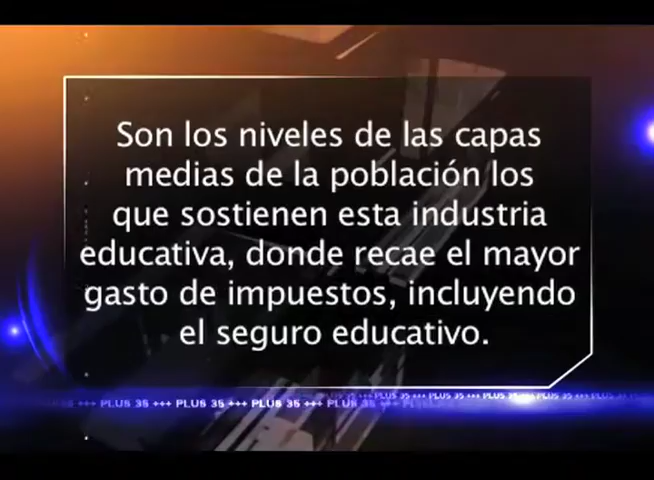 Son los niveles de las capas
medias de la población los
que sostienen esta industria
educativa, donde recae el mayor
gasto de impuestos, incluyendo
el seguro educativo.
+++ PLUS 35 +++ PLUS 35 +++ PLUS 35 +++ PLUS 35